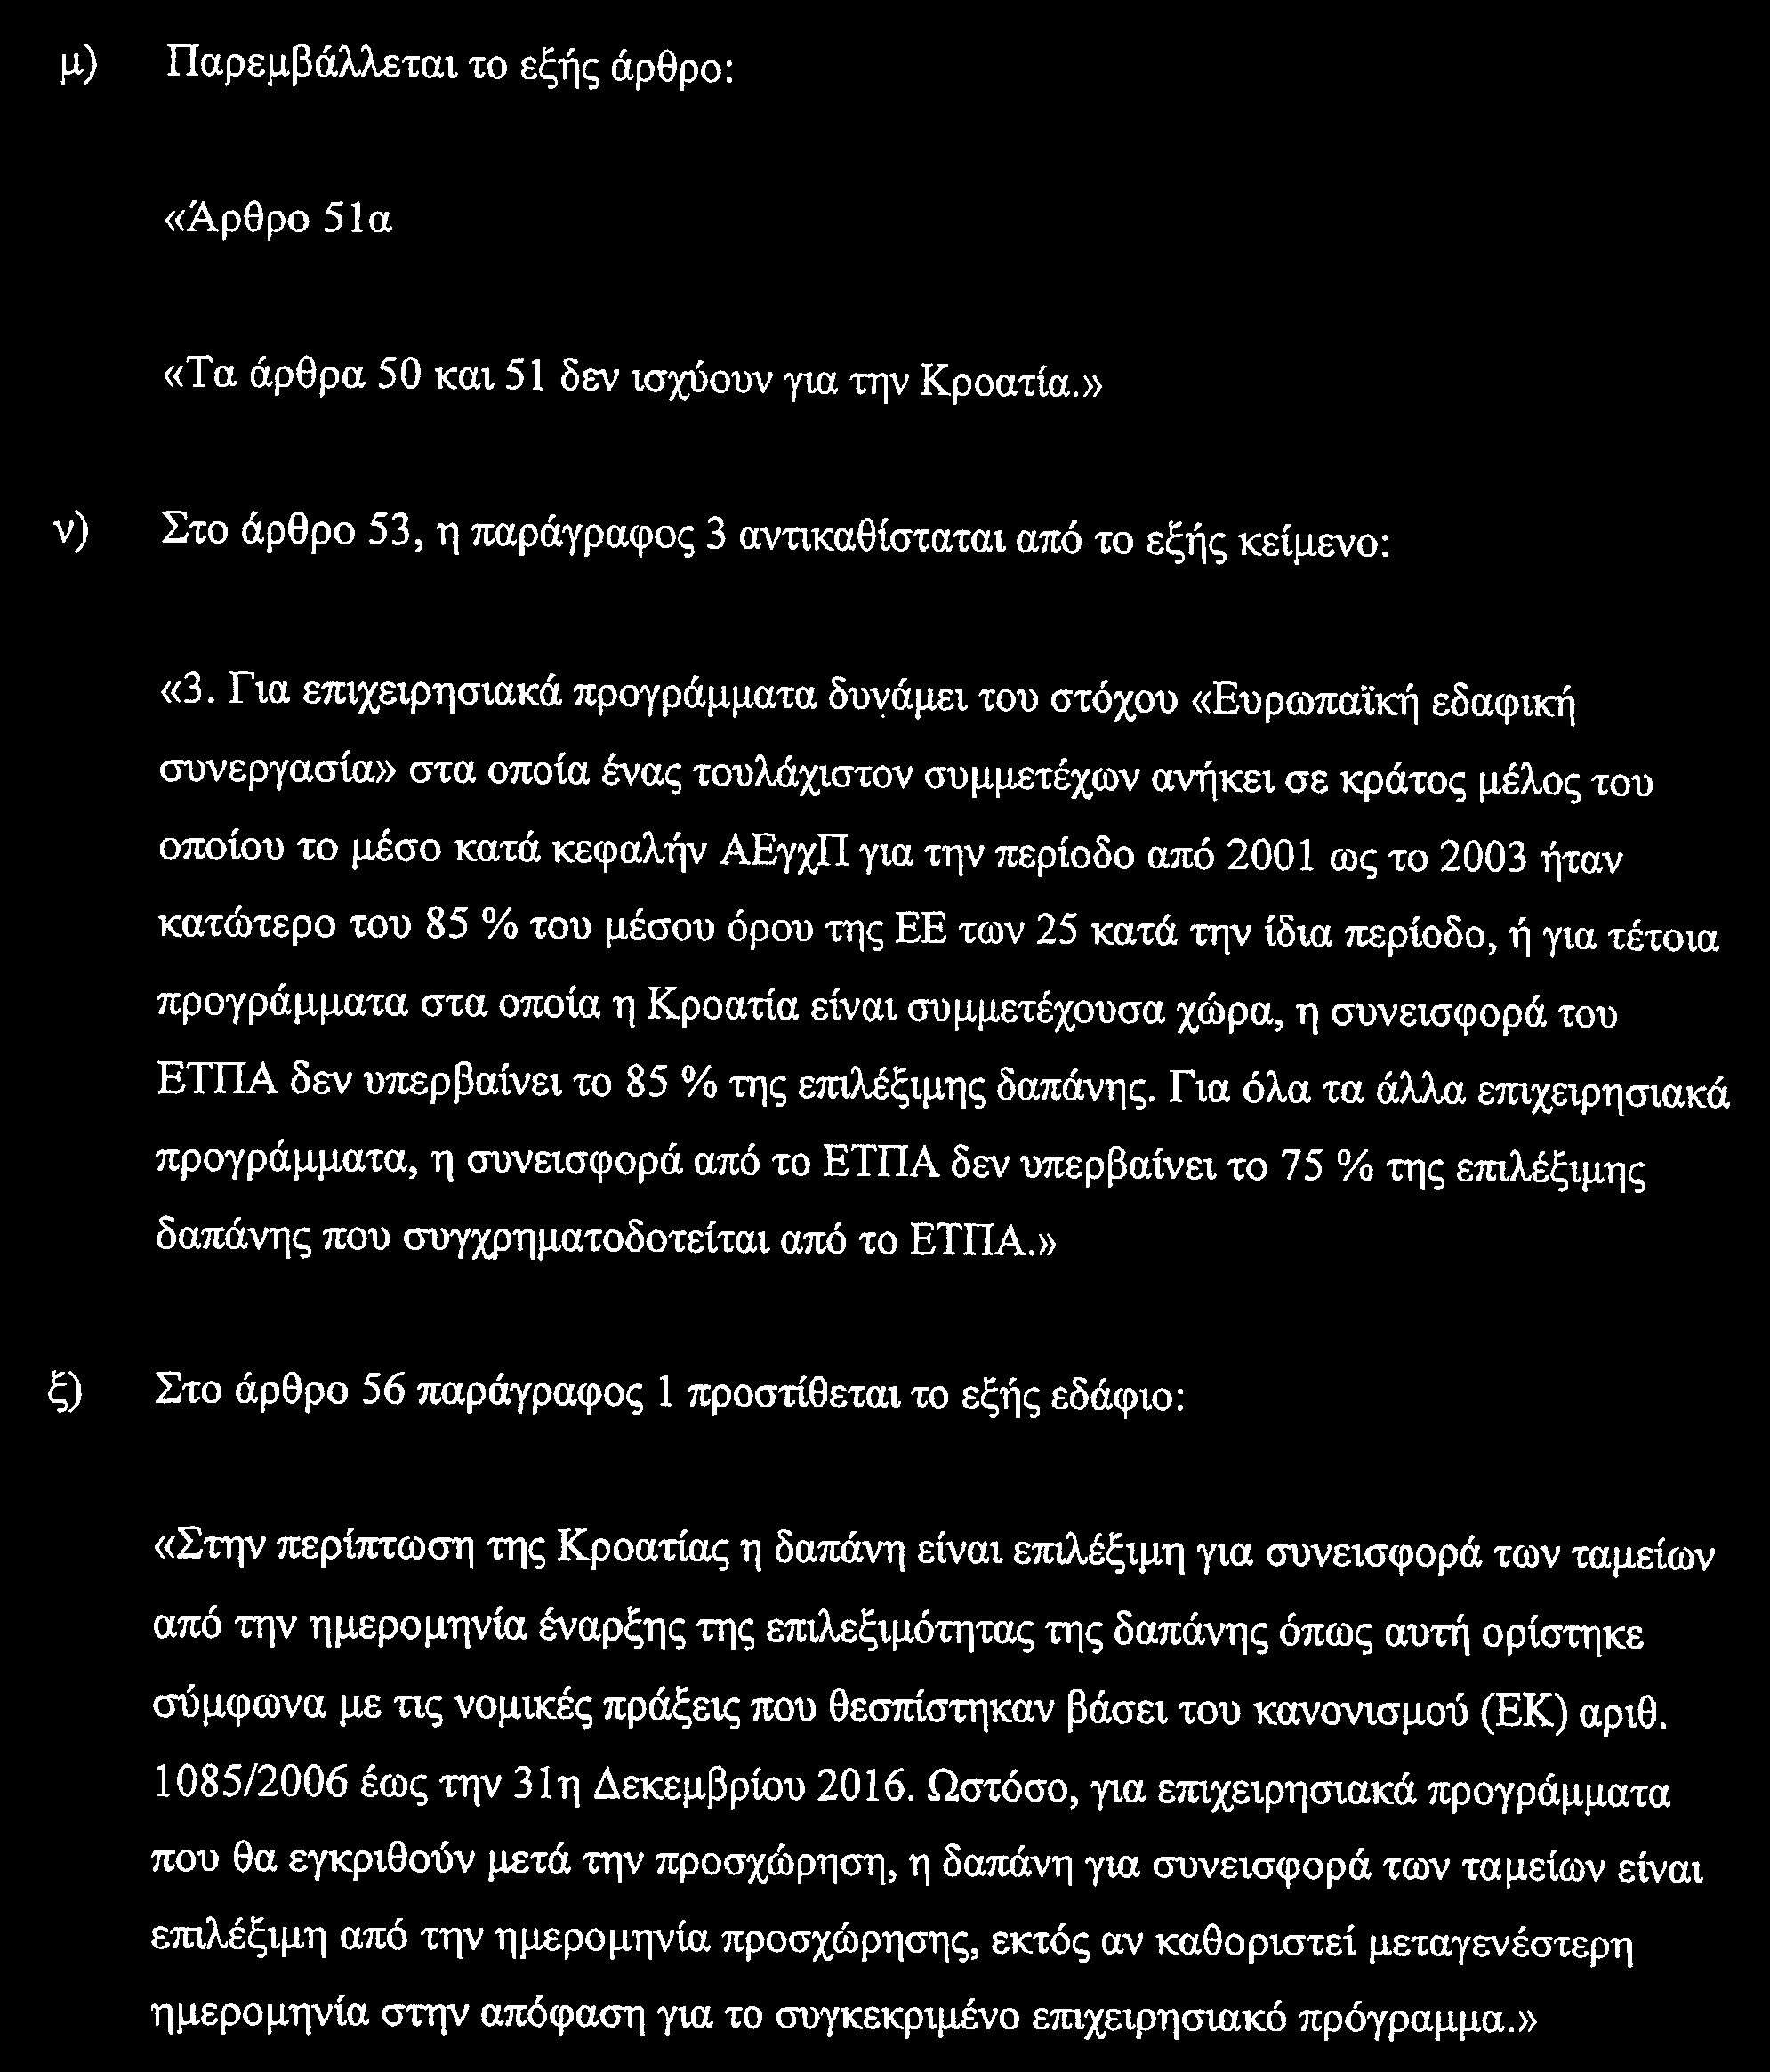 μ) Παρεμβάλλεται το εξής άρθρο:
«Άρθρο 51α
«Τα άρθρα 50 και 51 δεν ισχύουν για την Κροατία.»
ν) Στο άρθρο 53, η παράγραφος 3 αντικαθίσταται από το εξής κείμενο:
«3. Για επιχειρησιακά προγράμματα δυνάμει του στόχου «Ευρωπαϊκή εδαφική
συνεργασία» στα οποία ένας τουλάχιστον συμμετέχων ανήκει σε κράτος μέλος του
οποίου το μέσο κατά κεφαλήν ΑΕγχΠ για την περίοδο από 2001 ως το 2003 ήταν
κατώτερο του 85 % του μέσου όρου της ΕΕ των 25 κατά την ίδια περίοδο, ή για τέτοια
προγράμματα στα οποία η Κροατία είναι συμμετέχουσα χώρα, η συνεισφορά του
ΕΤΠΑ δεν υπερβαίνει το 85 % της επιλέξιμης δαπάνης. Για όλα τα άλλα επιχειρησιακά
προγράμματα, η συνεισφορά από το ΕΤΠΑ δεν υπερβαίνει το 75 % της επιλέξιμης
δαπάνης που συγχρηματοδοτείται από το ΕΤΠΑ.»
ξ) Στο άρθρο 56 παράγραφος 1 προστίθεται το εξής εδάφιο:
«Στην περίπτωση της Κροατίας η δαπάνη είναι επιλέξιμη για συνεισφορά των ταμείων
από την ημερομηνία έναρξης της επιλεξιμότητας της δαπάνης όπως αυτή ορίστηκε
σύμφωνα με τις νομικές πράξεις που θεσπίστηκαν βάσει του κανονισμού (ΕΚ) αριθ.
1085/2006 έως την 31η Δεκεμβρίου 2016. Ωστόσο, για επιχειρησιακά προγράμματα
που θα εγκριθούν μετά την προσχώρηση, η δαπάνη για συνεισφορά των ταμείων είναι
επιλέξιμη από την ημερομηνία προσχώρησης, εκτός αν καθοριστεί μεταγενέστερη
ημερομηνία στην απόφαση για το συγκεκριμένο επιχειρησιακό πρόγραμμα.»